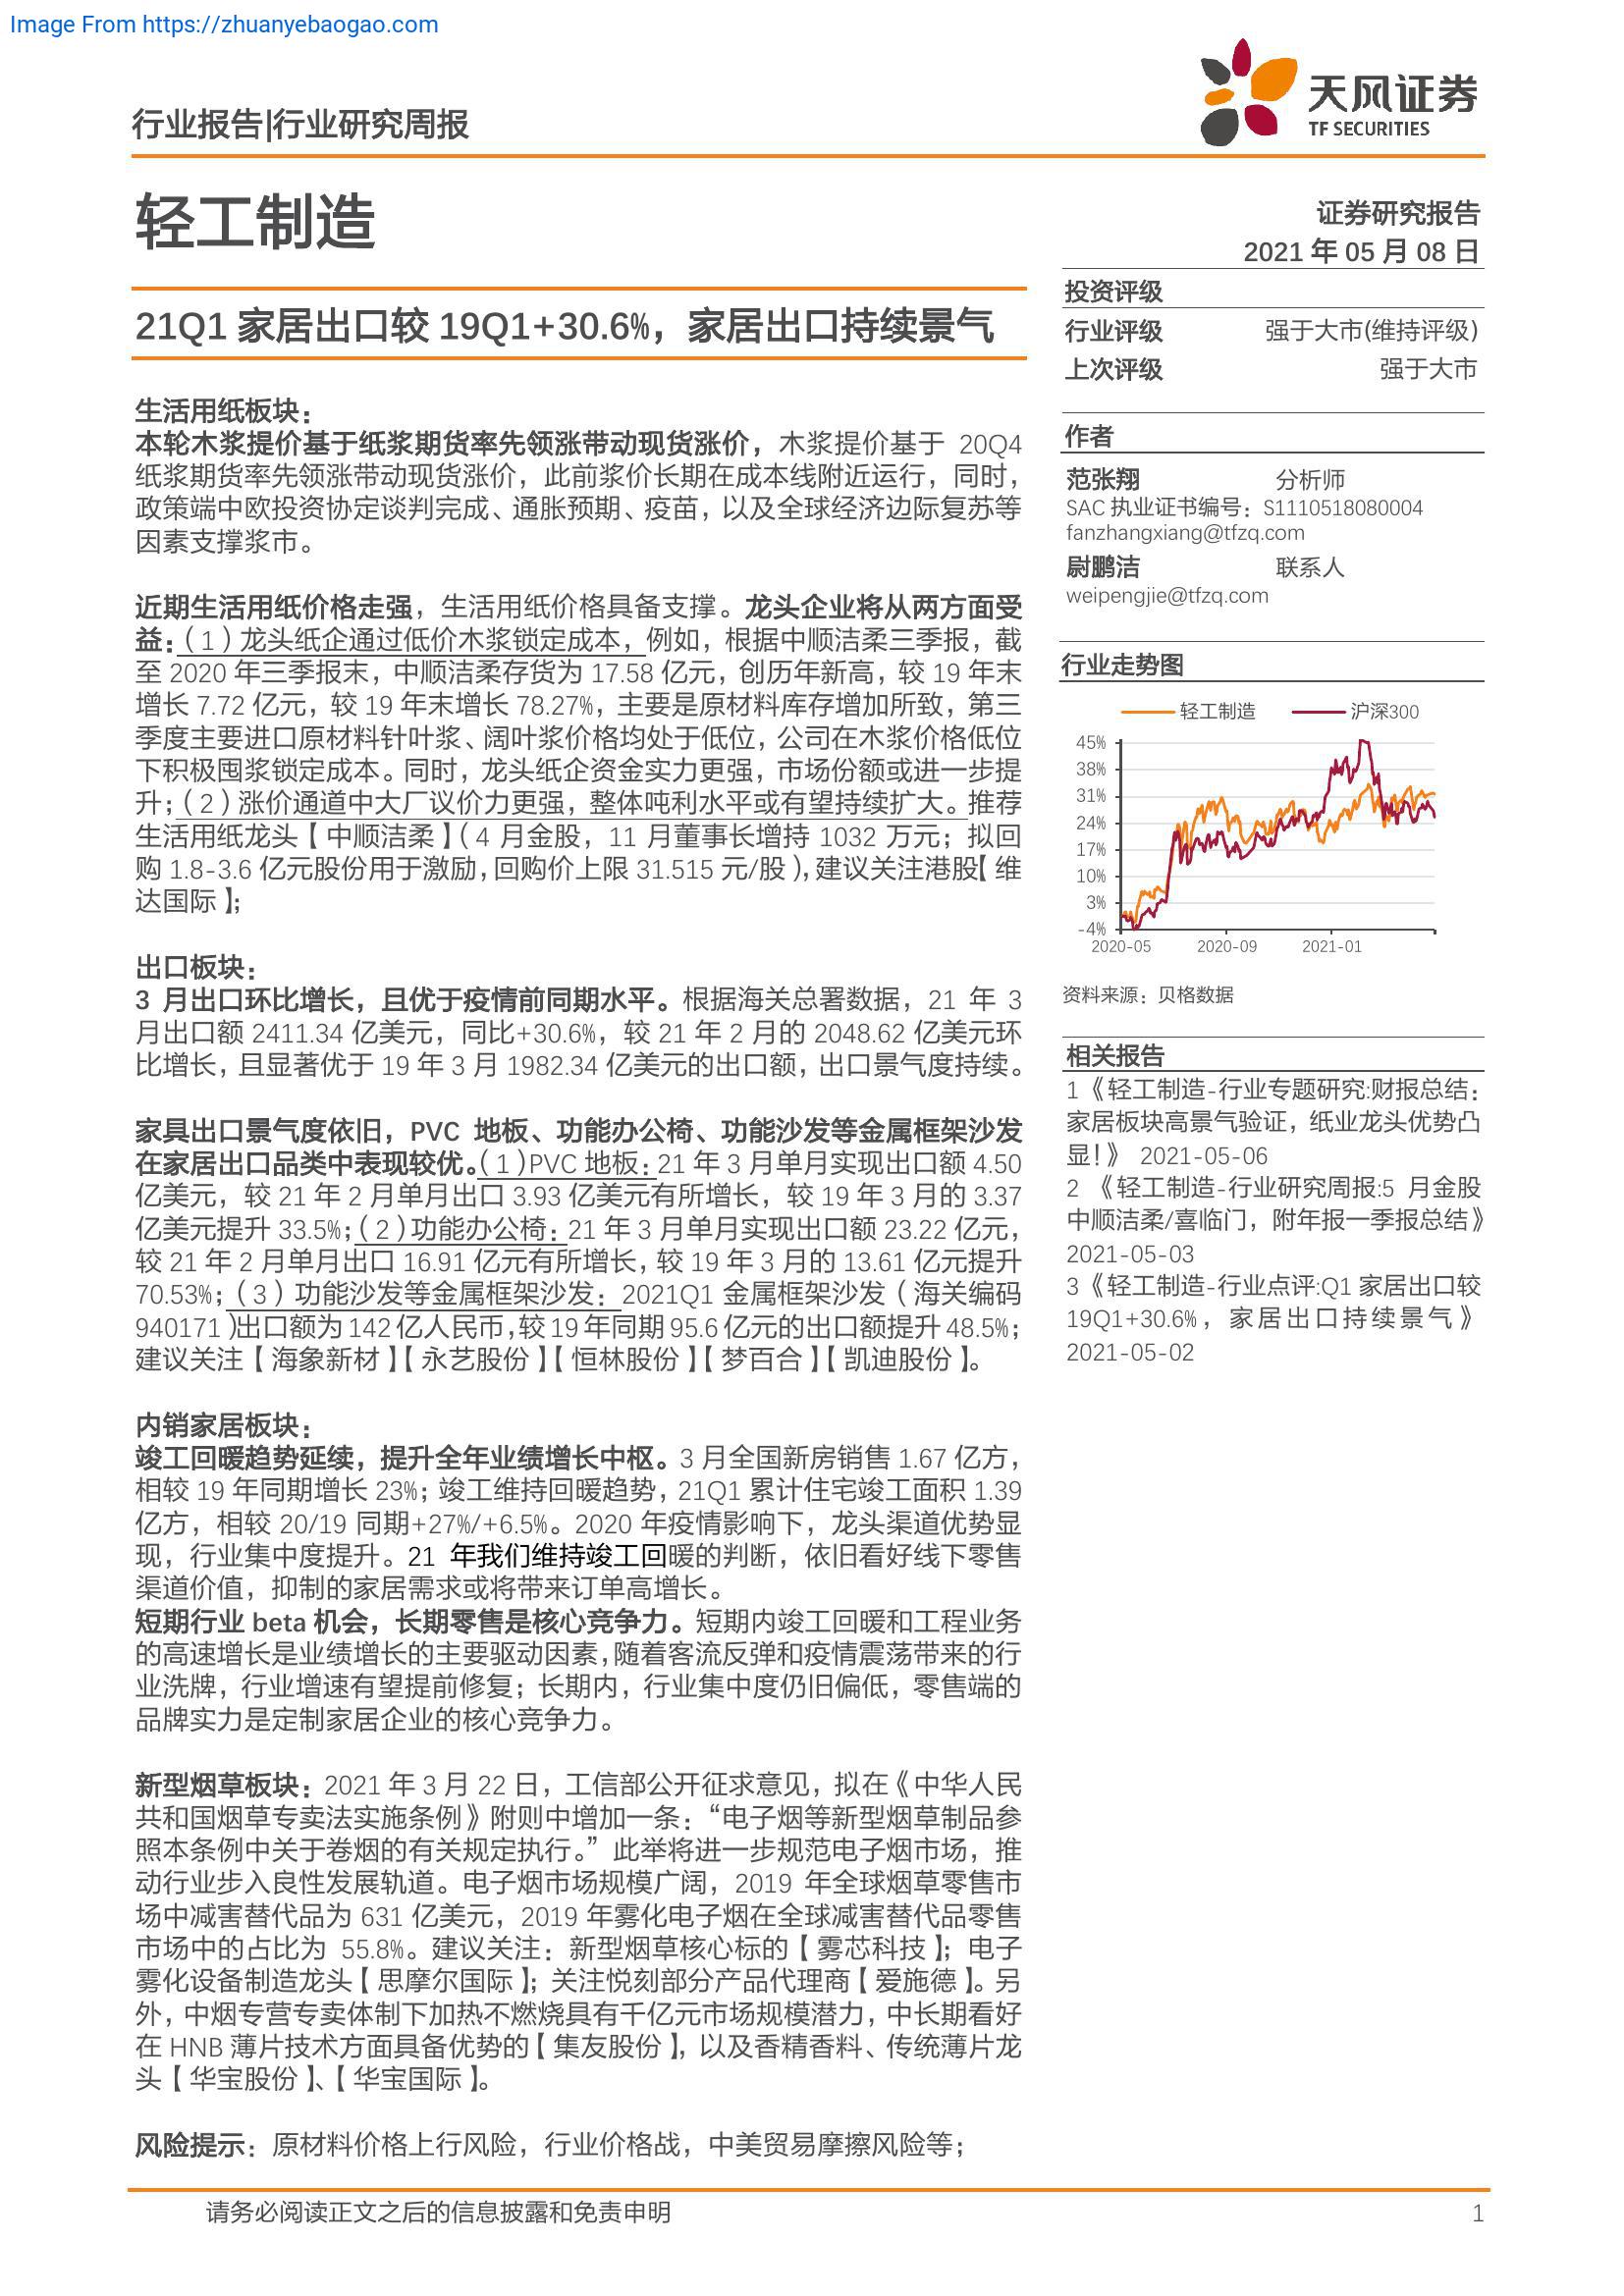 Image From https://zhuanyebaogao.com
行业报告|行业研究周报
天风证券
TF SECURITIES
轻工制造
证券研究报告
2021 年 05 月 08 日
21Q1 家居出口较 19Q1+30.6%，家居出口持续景气
生活用纸板块：
本轮木浆提价基于纸浆期货率先领涨带动现货涨价，木浆提价基于 20Q4
纸浆期货率先领涨带动现货涨价，此前浆价长期在成本线附近运行，同时，
政策端中欧投资协定谈判完成、通胀预期、疫苗，以及全球经济边际复苏等
因素支撑浆市。
近期生活用纸价格走强，生活用纸价格具备支撑。龙头企业将从两方面受
益：（1）龙头纸企通过低价木浆锁定成本，例如，根据中顺洁柔三季报，截
至 2020 年三季报末，中顺洁柔存货为 17.58 亿元，创历年新高，较 19 年末
增长 7.72 亿元，较 19 年末增长 78.27%，主要是原材料库存增加所致，第三
季度主要进口原材料针叶浆、阔叶浆价格均处于低位，公司在木浆价格低位
下积极囤浆锁定成本。同时，龙头纸企资金实力更强，市场份额或进一步提
升；（2）涨价通道中大厂议价力更强，整体吨利水平或有望持续扩大。推荐
生活用纸龙头【中顺洁柔】（4 月金股，11 月董事长增持 1032 万元；拟回
购 1.8-3.6 亿元股份用于激励，回购价上限 31.515 元/股），建议关注港股【维
达国际】；
出口板块：
3 月出口环比增长，且优于疫情前同期水平。根据海关总署数据，21 年 3
月出口额 2411.34 亿美元，同比+30.6%，较 21 年 2 月的 2048.62 亿美元环
比增长，且显著优于 19 年 3 月 1982.34 亿美元的出口额，出口景气度持续。
家具出口景气度依旧，PVC 地板、功能办公椅、功能沙发等金属框架沙发
在家居出口品类中表现较优。（1）PVC 地板：21 年 3 月单月实现出口额 4.50
亿美元，较 21 年 2 月单月出口 3.93 亿美元有所增长，较 19 年 3 月的 3.37
亿美元提升 33.5%；（2）功能办公椅：21 年 3 月单月实现出口额 23.22 亿元，
较 21 年 2 月单月出口 16.91 亿元有所增长，较 19 年 3 月的 13.61 亿元提升
70.53%；（3）功能沙发等金属框架沙发：2021Q1 金属框架沙发（海关编码
940171）出口额为 142 亿人民币，较 19 年同期 95.6 亿元的出口额提升 48.5%；
建议关注【海象新材】【永艺股份】【恒林股份】【梦百合】【凯迪股份】。
内销家居板块：
竣工回暖趋势延续，提升全年业绩增长中枢。3 月全国新房销售 1.67 亿方，
相较 19 年同期增长 23%；竣工维持回暖趋势，21Q1 累计住宅竣工面积 1.39
亿方，相较 20/19 同期+27%/+6.5%。2020 年疫情影响下，龙头渠道优势显
现，行业集中度提升。21 年我们维持竣工回暖的判断，依旧看好线下零售
渠道价值，抑制的家居需求或将带来订单高增长。
短期行业 beta 机会，长期零售是核心竞争力。短期内竣工回暖和工程业务
的高速增长是业绩增长的主要驱动因素，随着客流反弹和疫情震荡带来的行
业洗牌，行业增速有望提前修复；长期内，行业集中度仍旧偏低，零售端的
品牌实力是定制家居企业的核心竞争力。
新型烟草板块：2021 年 3 月 22 日，工信部公开征求意见，拟在《中华人民
共和国烟草专卖法实施条例》附则中增加一条：“电子烟等新型烟草制品参
照本条例中关于卷烟的有关规定执行。”此举将进一步规范电子烟市场，推
动行业步入良性发展轨道。电子烟市场规模广阔，2019 年全球烟草零售市
场中减害替代品为 631 亿美元，2019 年雾化电子烟在全球减害替代品零售
市场中的占比为 55.8%。建议关注：新型烟草核心标的【雾芯科技】；电子
雾化设备制造龙头【思摩尔国际】；关注悦刻部分产品代理商【爱施德】。另
外，中烟专营专卖体制下加热不燃烧具有千亿元市场规模潜力，中长期看好
在 HNB 薄片技术方面具备优势的【集友股份】，以及香精香料、传统薄片龙
头【华宝股份】、【华宝国际】。
风险提示：原材料价格上行风险，行业价格战，中美贸易摩擦风险等；
投资评级
行业评级 强于大市(维持评级)
上次评级 强于大市
作者
范张翔 分析师
SAC 执业证书编号：S1110518080004
fanzhangxiang@tfzq.com
尉鹏洁 联系人
weipengjie@tfzq.com
行业走势图
轻工制造 沪深300
45%
38%
31%
24%
17%
10%
3%
-4%
2020-05 2020-09 2021-01
资料来源：贝格数据
相关报告
1 《轻工制造-行业专题研究:财报总结：
家居板块高景气验证，纸业龙头优势凸
显！》 2021-05-06
2 《轻工制造-行业研究周报:5 月金股
中顺洁柔/喜临门，附年报一季报总结》
2021-05-03
3 《轻工制造-行业点评:Q1 家居出口较
19Q1+30.6%，家居出口持续景气》
2021-05-02
请务必阅读正文之后的信息披露和免责申明
1